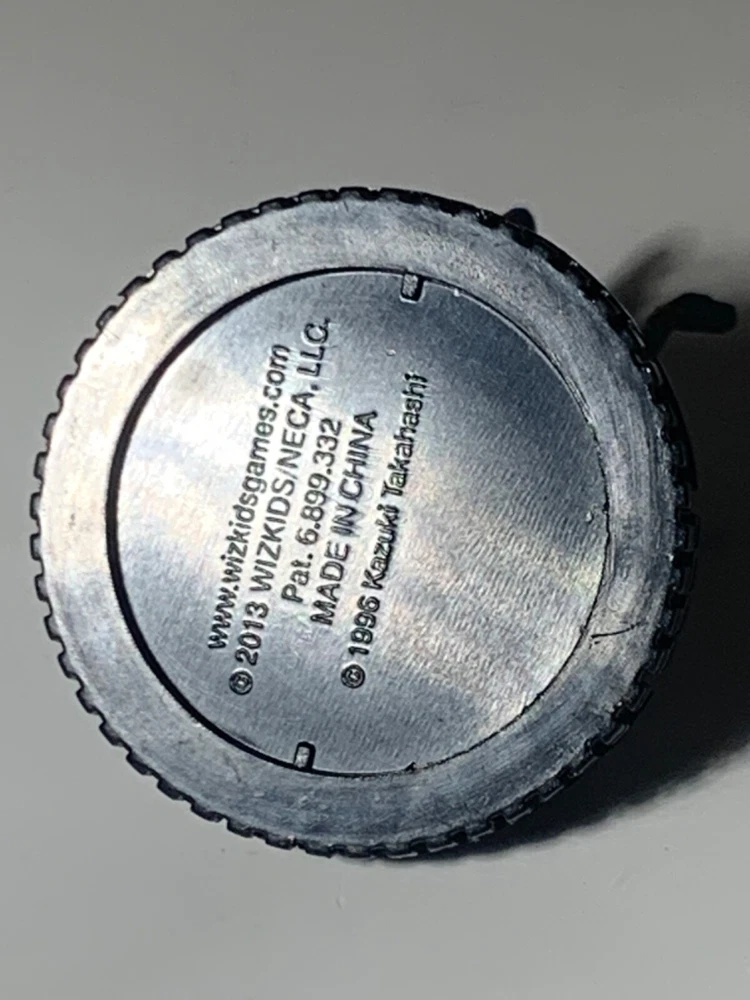 www.wizkidsgames.com
© 2013 WIZKIDS/NECA, LLC.
Pat. 6.899.332
MADE IN CHINA
© 1996 Kazuki Takahashi